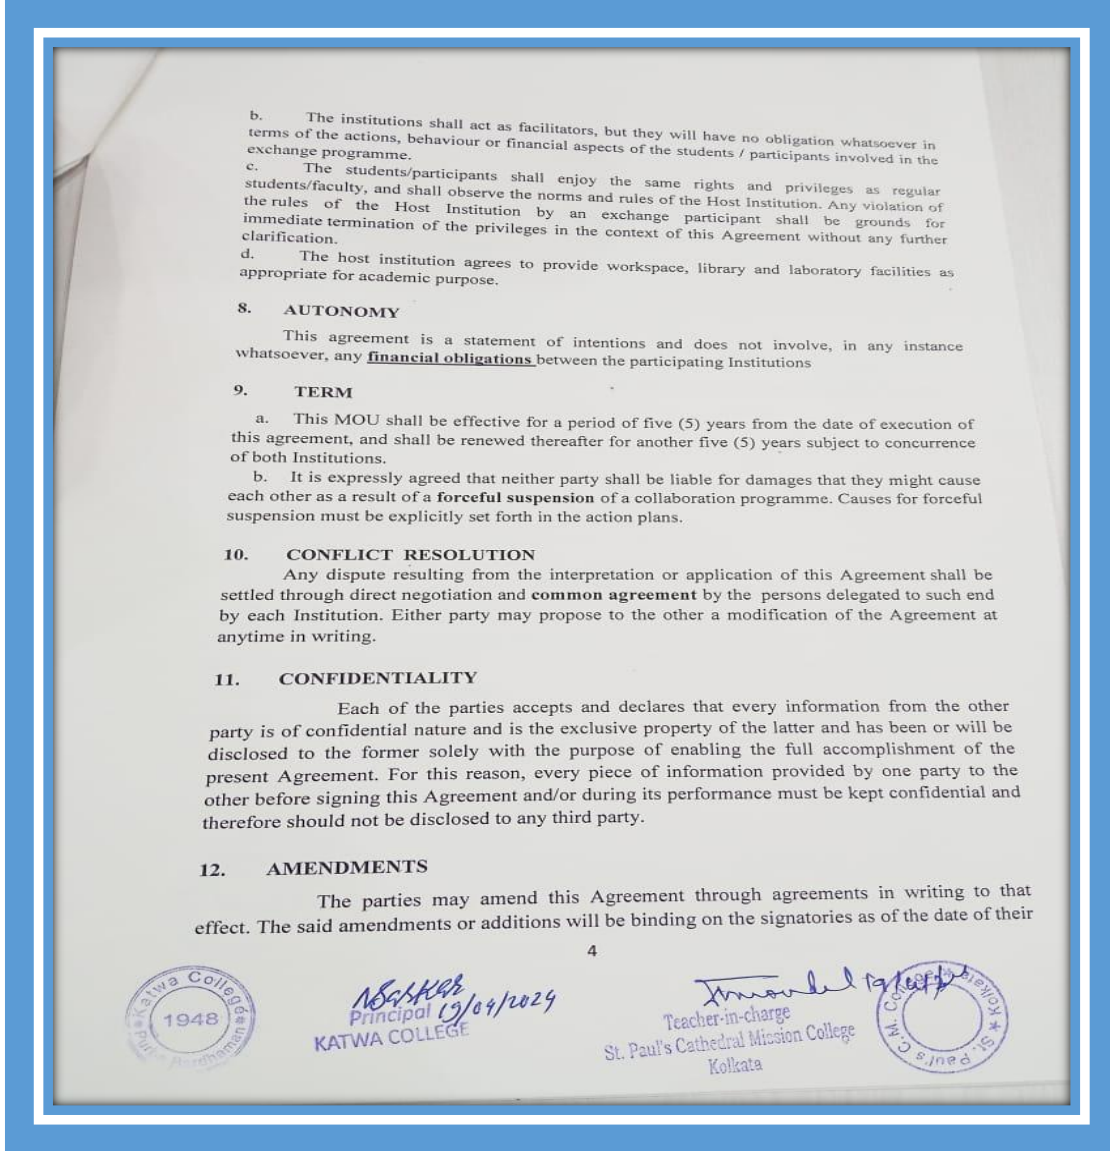 b. The institutions shall act as facilitators, but they will have no obligation whatsoever in
terms of the actions, behaviour or financial aspects of the students / participants involved in the
exchange programme.
c. The students/participants shall enjoy the same rights and privileges as regular
students/faculty, and shall observe the norms and rules of the Host Institution. Any violation of
the rules of the Host Institution by an exchange participant shall be grounds for
immediate termination of the privileges in the context of this Agreement without any further
clarification.
d. The host institution agrees to provide workspace, library and laboratory facilities as
appropriate for academic purpose.
8. AUTONOMY
This agreement is a statement of intentions and does not involve, in any instance
whatsoever, any financial obligations between the participating Institutions
9. TERM
a. This MOU shall be effective for a period of five (5) years from the date of execution of
this agreement, and shall be renewed thereafter for another five (5) years subject to concurrence
of both Institutions.
b. It is expressly agreed that neither party shall be liable for damages that they might cause
each other as a result of a forceful suspension of a collaboration programme. Causes for forceful
suspension must be explicitly set forth in the action plans.
10. CONFLICT RESOLUTION
Any dispute resulting from the interpretation or application of this Agreement shall be
settled through direct negotiation and common agreement by the persons delegated to such end
by each Institution. Either party may propose to the other a modification of the Agreement at
anytime in writing.
11. CONFIDENTIALITY
Each of the parties accepts and declares that every information from the other
party is of confidential nature and is the exclusive property of the latter and has been or will be
disclosed to the former solely with the purpose of enabling the full accomplishment of the
present Agreement. For this reason, every piece of information provided by one party to the
other before signing this Agreement and/or during its performance must be kept confidential and
therefore should not be disclosed to any third party.
12. AMENDMENTS
The parties may amend this Agreement through agreements in writing to that
effect. The said amendments or additions will be binding on the signatories as of the date of their
4
Katwa College
1948
Purba Bardhaman
NSarkar
19/04/2024
Principal
KATWA COLLEGE
Teacher-in-charge
St. Paul's Cathedral Mission College
Kolkata
St. Paul's C.M. College * Kolkata *